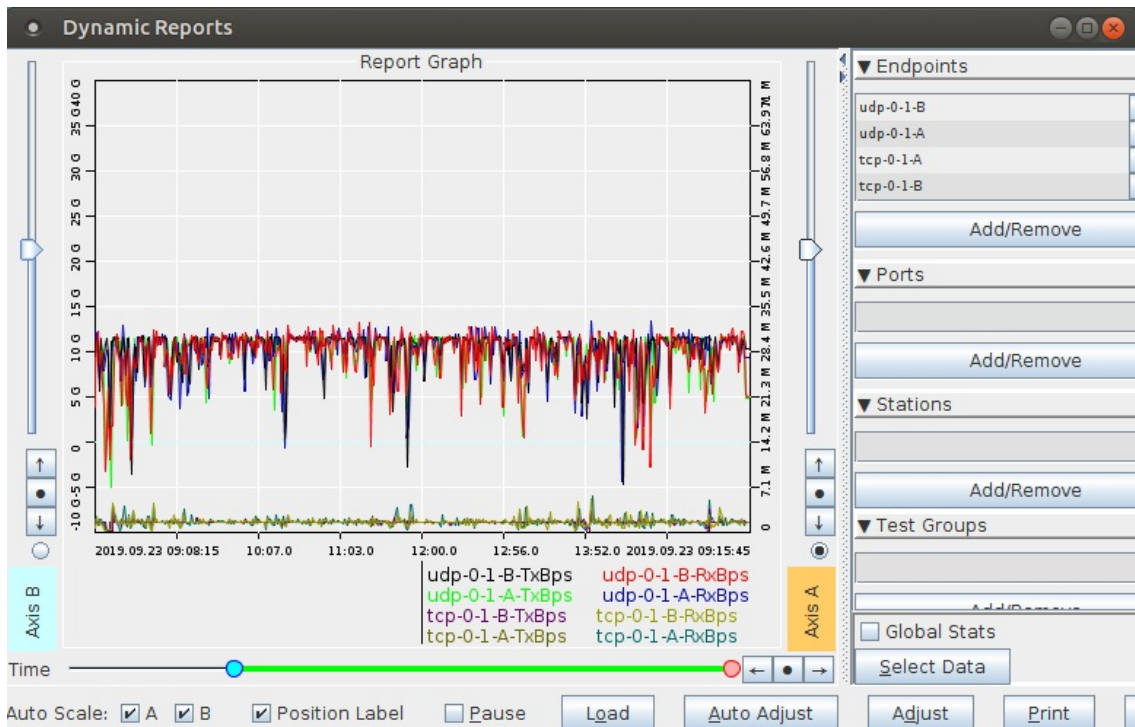 Dynamic Reports
Report Graph
35 G40 G
30 G
25 G
20 G
15 G
10 G
5 G
0
-10 G-5 G
56.8 M
49.7 M
42.6 M
35.5 M
28.4 M
21.3 M
14.2 M
7.1 M
0
2019.09.23 09:08:15 10:07.0 11:03.0 12:00.0 12:56.0 13:52.0 2019.09.23 09:15:45
udp-0-1-B-TxBps udp-0-1-B-RxBps
udp-0-1-A-TxBps udp-0-1-A-RxBps
tcp-0-1-B-TxBps tcp-0-1-B-RxBps
tcp-0-1-A-TxBps tcp-0-1-A-RxBps
Axis B
Axis A
Time
Endpoints
udp-0-1-B
udp-0-1-A
tcp-0-1-A
tcp-0-1-B
Add/Remove
Ports
Add/Remove
Stations
Add/Remove
Test Groups
Add/Remove
Global Stats
Select Data
Auto Scale: A B Position Label Pause Load Auto Adjust Adjust Print